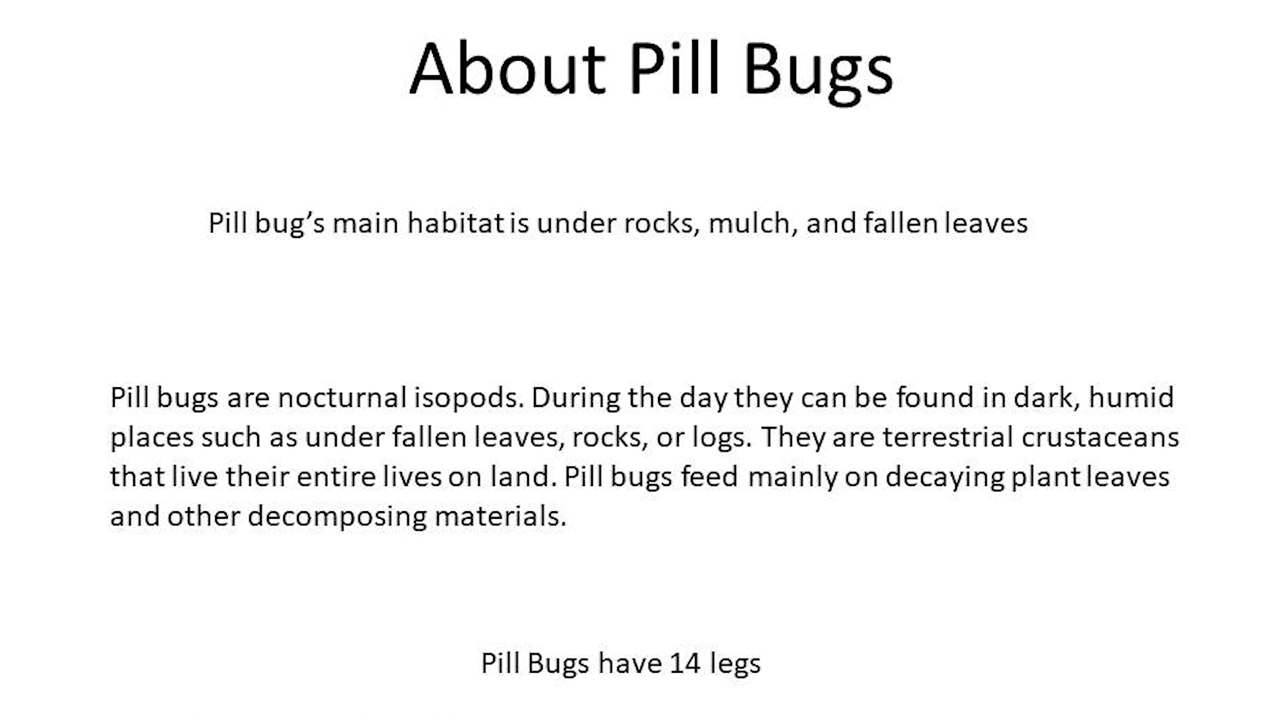 About Pill Bugs
Pill bug’s main habitat is under rocks, mulch, and fallen leaves
Pill bugs are nocturnal isopods. During the day they can be found in dark, humid
places such as under fallen leaves, rocks, or logs. They are terrestrial crustaceans
that live their entire lives on land. Pill bugs feed mainly on decaying plant leaves
and other decomposing materials.
Pill Bugs have 14 legs